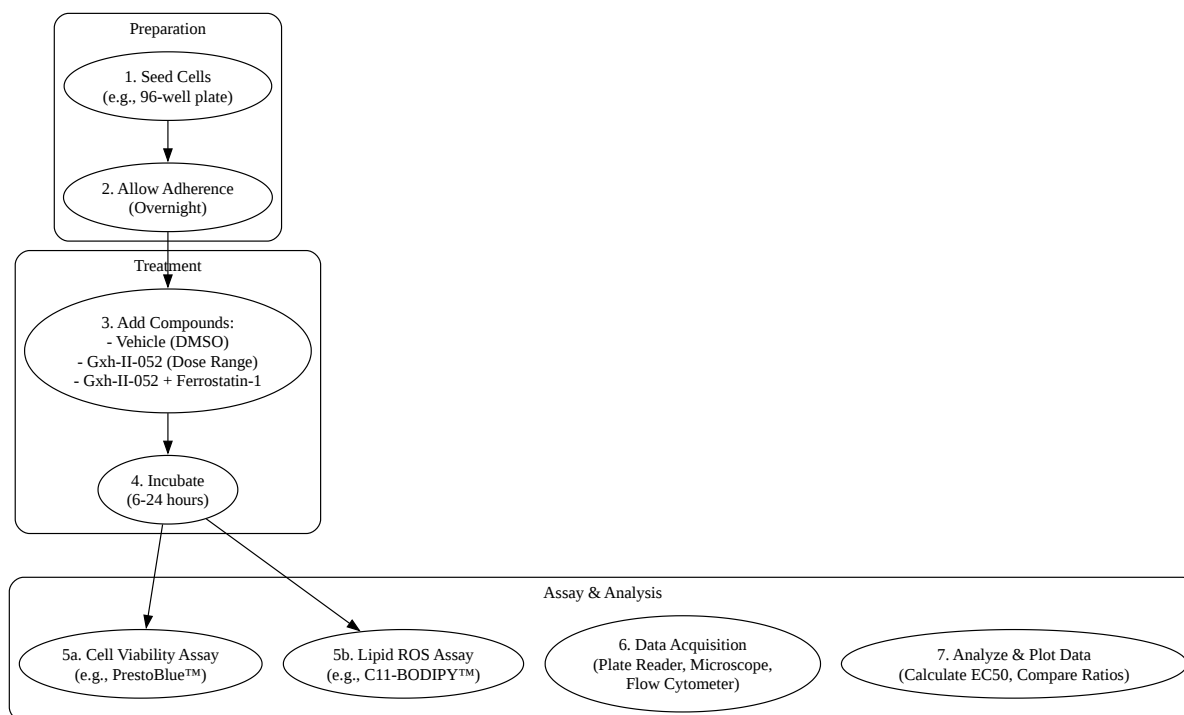 Preparation
1. Seed Cells
(e.g., 96-well plate)
2. Allow Adherence
(Overnight)
Treatment
3. Add Compounds:
- Vehicle (DMSO)
- Gxh-II-052 (Dose Range)
- Gxh-II-052 + Ferrostatin-1
4. Incubate
(6-24 hours)
Assay & Analysis
5a. Cell Viability Assay
(e.g., PrestoBlue™)
5b. Lipid ROS Assay
(e.g., C11-BODIPY™)
6. Data Acquisition
(Plate Reader, Microscope,
Flow Cytometer)
7. Analyze & Plot Data
(Calculate EC50, Compare Ratios)